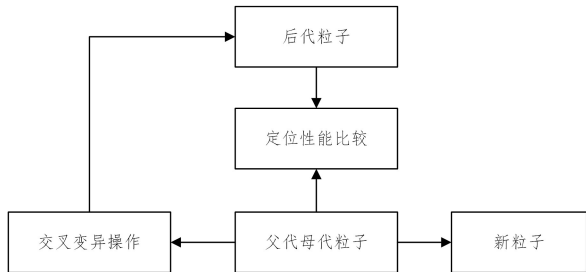 后代粒子
定位性能比较
交叉变异操作
父代母代粒子
新粒子